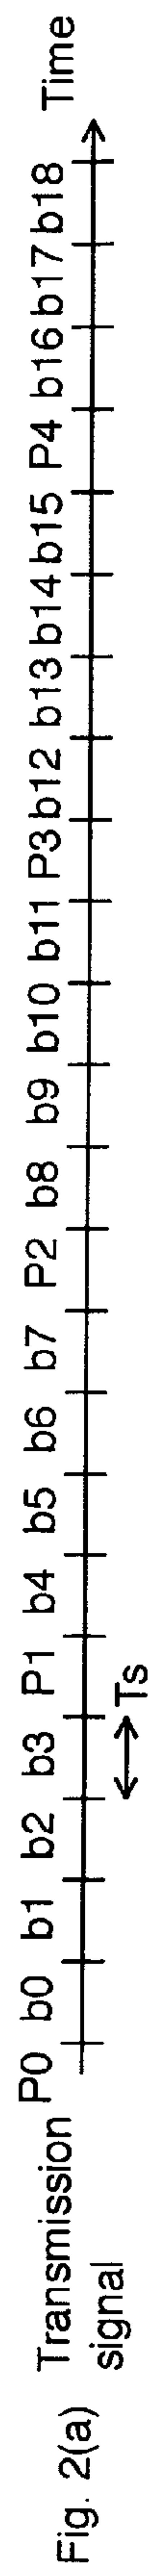 Fig. 2(a)
Transmission
signal
P0 b0 b1 b2 b3 P1 b4 b5 b6 b7 P2 b8 b9 b10 b11 P3 b12 b13 b14 b15 P4 b16 b17 b18 Time
Ts